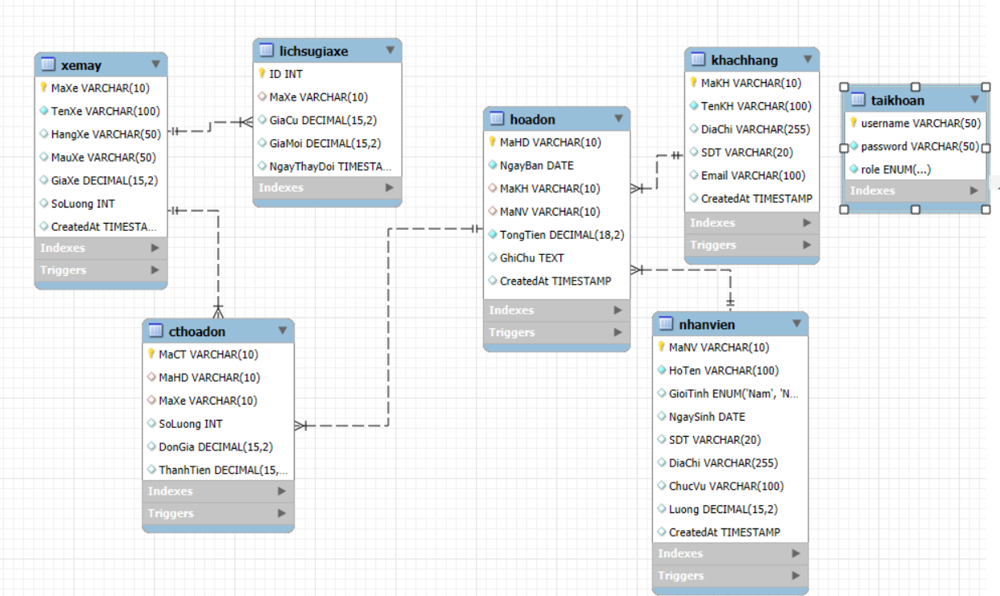 xemay
MaXe VARCHAR(10)
TenXe VARCHAR(100)
HangXe VARCHAR(50)
MauXe VARCHAR(50)
GiaXe DECIMAL(15,2)
SoLuong INT
CreatedAt TIMESTA...
Indexes
Triggers
lichsugiaxe
ID INT
MaXe VARCHAR(10)
GiaCu DECIMAL(15,2)
GiaMoi DECIMAL(15,2)
NgayThayDoi TIMESTA...
Indexes
cthoadon
MaCT VARCHAR(10)
MaHD VARCHAR(10)
MaXe VARCHAR(10)
SoLuong INT
DonGia DECIMAL(15,2)
ThanhTien DECIMAL(15,...
Indexes
Triggers
hoadon
MaHD VARCHAR(10)
NgayBan DATE
MaKH VARCHAR(10)
MaNV VARCHAR(10)
TongTien DECIMAL(18,2)
GhiChu TEXT
CreatedAt TIMESTAMP
Indexes
Triggers
khachhang
MaKH VARCHAR(10)
TenKH VARCHAR(100)
DiaChi VARCHAR(255)
SDT VARCHAR(20)
Email VARCHAR(100)
CreatedAt TIMESTAMP
Indexes
Triggers
taikhoan
username VARCHAR(50)
password VARCHAR(50)
role ENUM(...)
Indexes
nhanvien
MaNV VARCHAR(10)
HoTen VARCHAR(100)
GioiTinh ENUM('Nam', 'N...
NgaySinh DATE
SDT VARCHAR(20)
DiaChi VARCHAR(255)
ChucVu VARCHAR(100)
Luong DECIMAL(15,2)
CreatedAt TIMESTAMP
Indexes
Triggers